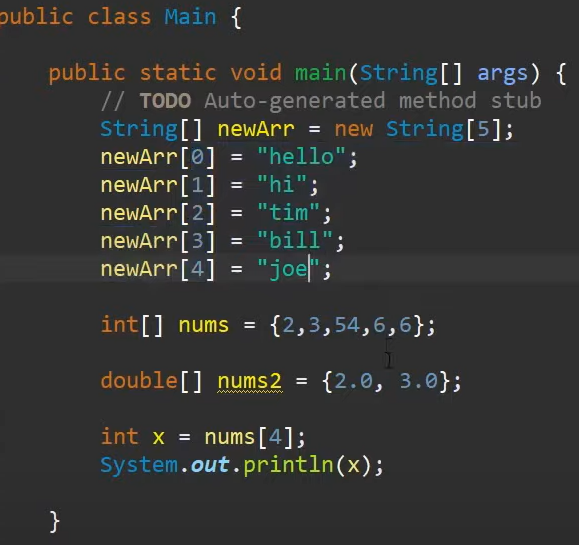 public class Main {
public static void main(String[] args) {
// TODO Auto-generated method stub
String[] newArr = new String[5];
newArr[0] = "hello";
newArr[1] = "hi";
newArr[2] = "tim";
newArr[3] = "bill";
newArr[4] = "joe";
int[] nums = {2,3,54,6,6};
double[] nums2 = {2.0, 3.0};
int x = nums[4];
System.out.println(x);
}